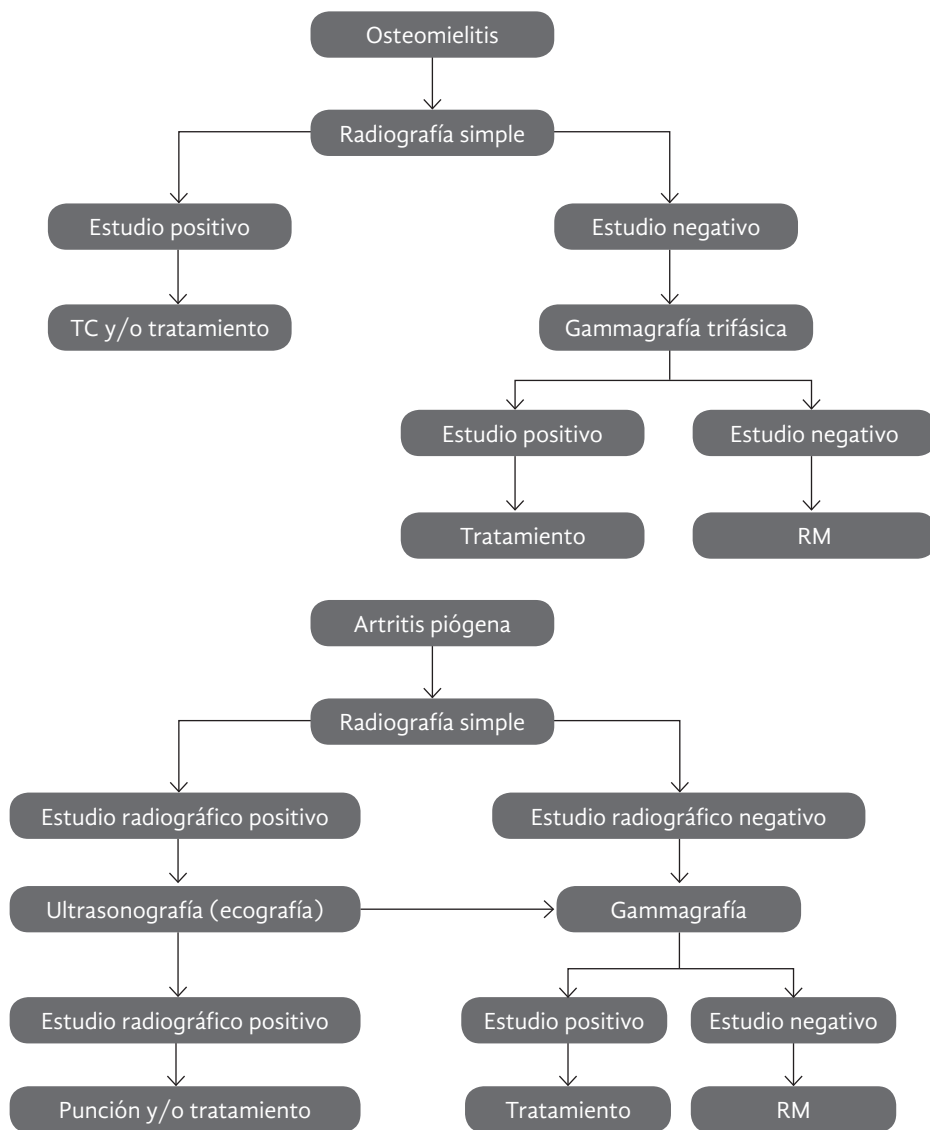 Osteomielitis
Radiografía simple
Estudio positivo
Estudio negativo
TC y/o tratamiento
Gammagrafía trifásica
Estudio positivo
Estudio negativo
Tratamiento
RM
Artritis piógena
Radiografía simple
Estudio radiográfico positivo
Estudio radiográfico negativo
Ultrasonografía (ecografía)
Gammagrafía
Estudio radiográfico positivo
Estudio positivo
Estudio negativo
Punción y/o tratamiento
Tratamiento
RM